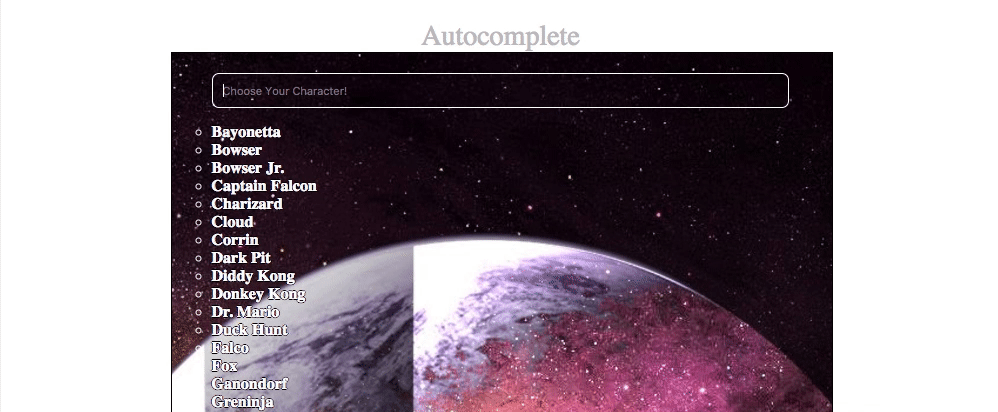 Autocomplete
Choose Your Character!
Bayonetta
Bowser
Bowser Jr.
Captain Falcon
Charizard
Cloud
Corrin
Dark Pit
Diddy Kong
Donkey Kong
Dr. Mario
Duck Hunt
Falco
Fox
Ganondorf
Greninja